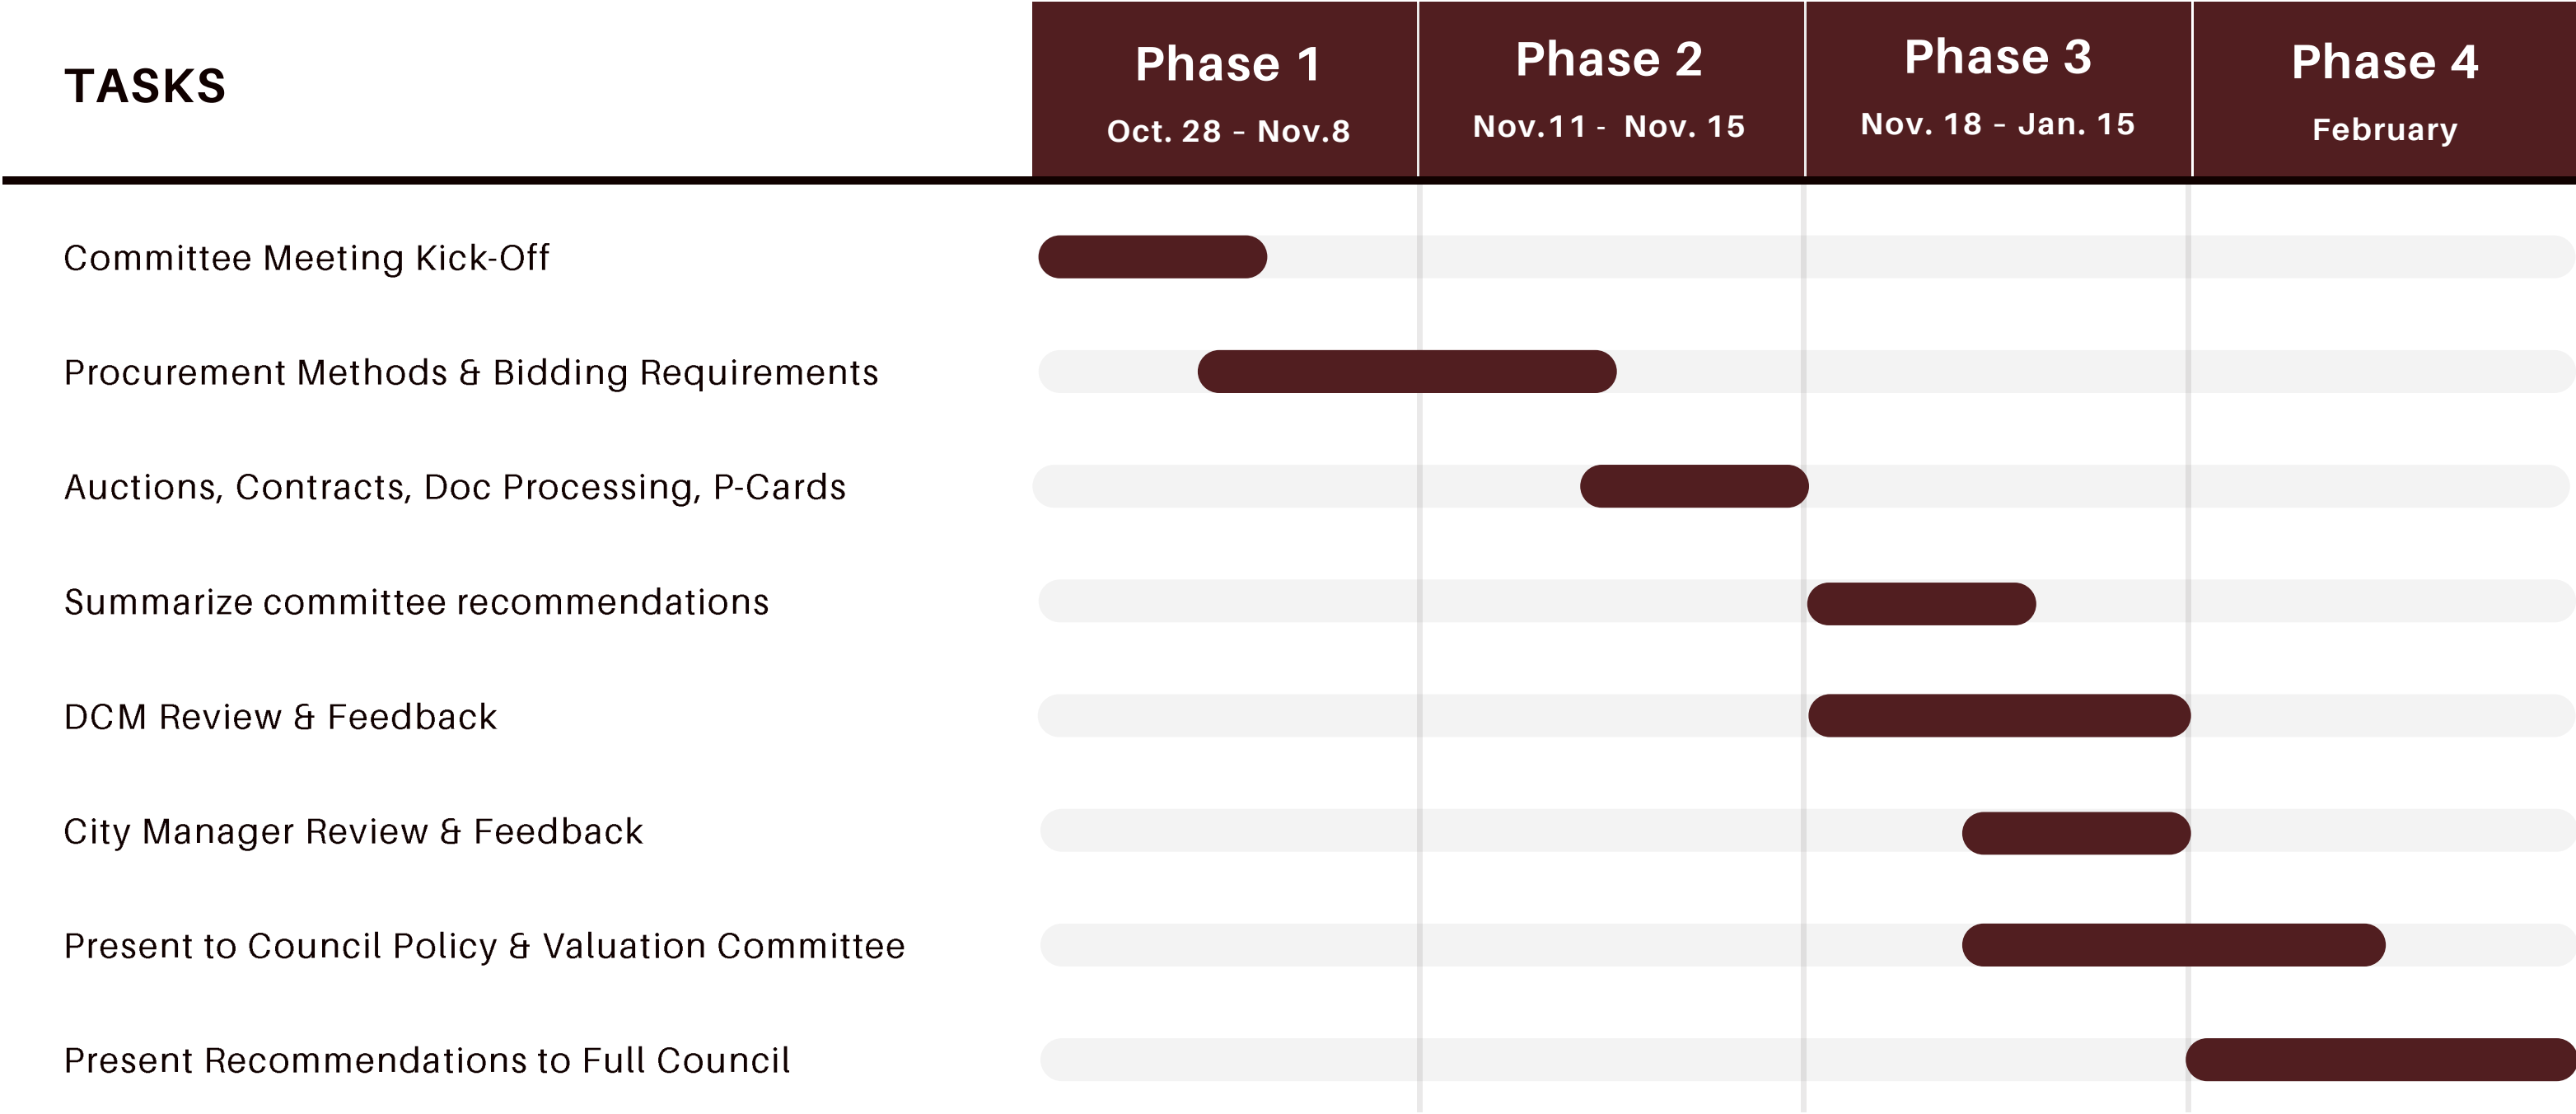 TASKS
Phase 1
Oct. 28 – Nov.8
Phase 2
Nov.11 - Nov. 15
Phase 3
Nov. 18 – Jan. 15
Phase 4
February
Committee Meeting Kick-Off
Procurement Methods & Bidding Requirements
Auctions, Contracts, Doc Processing, P-Cards
Summarize committee recommendations
DCM Review & Feedback
City Manager Review & Feedback
Present to Council Policy & Valuation Committee
Present Recommendations to Full Council